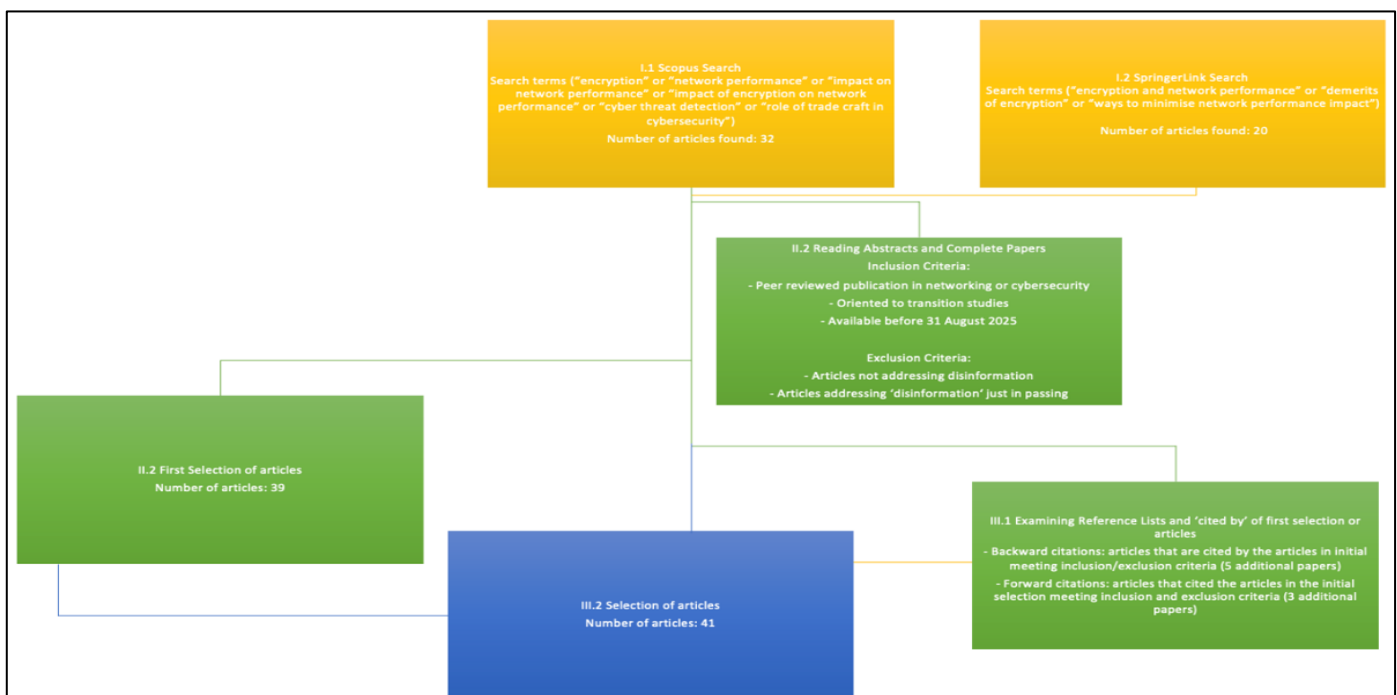 I.1 Scopus Search
Search terms (“encryption” or “network performance” or “impact on
network performance” or “impact of encryption on network
performance” or “cyber threat detection” or “role of trade craft in
cybersecurity”)
Number of articles found: 32
I.2 SpringerLink Search
Search terms (“encryption and network performance” or “demerits
of encryption” or “ways to minimise network performance impact”)
Number of articles found: 20
II.2 Reading Abstracts and Complete Papers
Inclusion Criteria:
- Peer reviewed publication in networking or cybersecurity
- Oriented to transition studies
- Available before 31 August 2025
Exclusion Criteria:
- Articles not addressing disinformation
- Articles addressing ‘disinformation’ just in passing
II.2 First Selection of articles
Number of articles: 39
III.1 Examining Reference Lists and ‘cited by’ of first selection or
articles
- Backward citations: articles that are cited by the articles in initial
meeting inclusion/exclusion criteria (5 additional papers)
- Forward citations: articles that cited the articles in the initial
selection meeting inclusion and exclusion criteria (3 additional
papers)
III.2 Selection of articles
Number of articles: 41